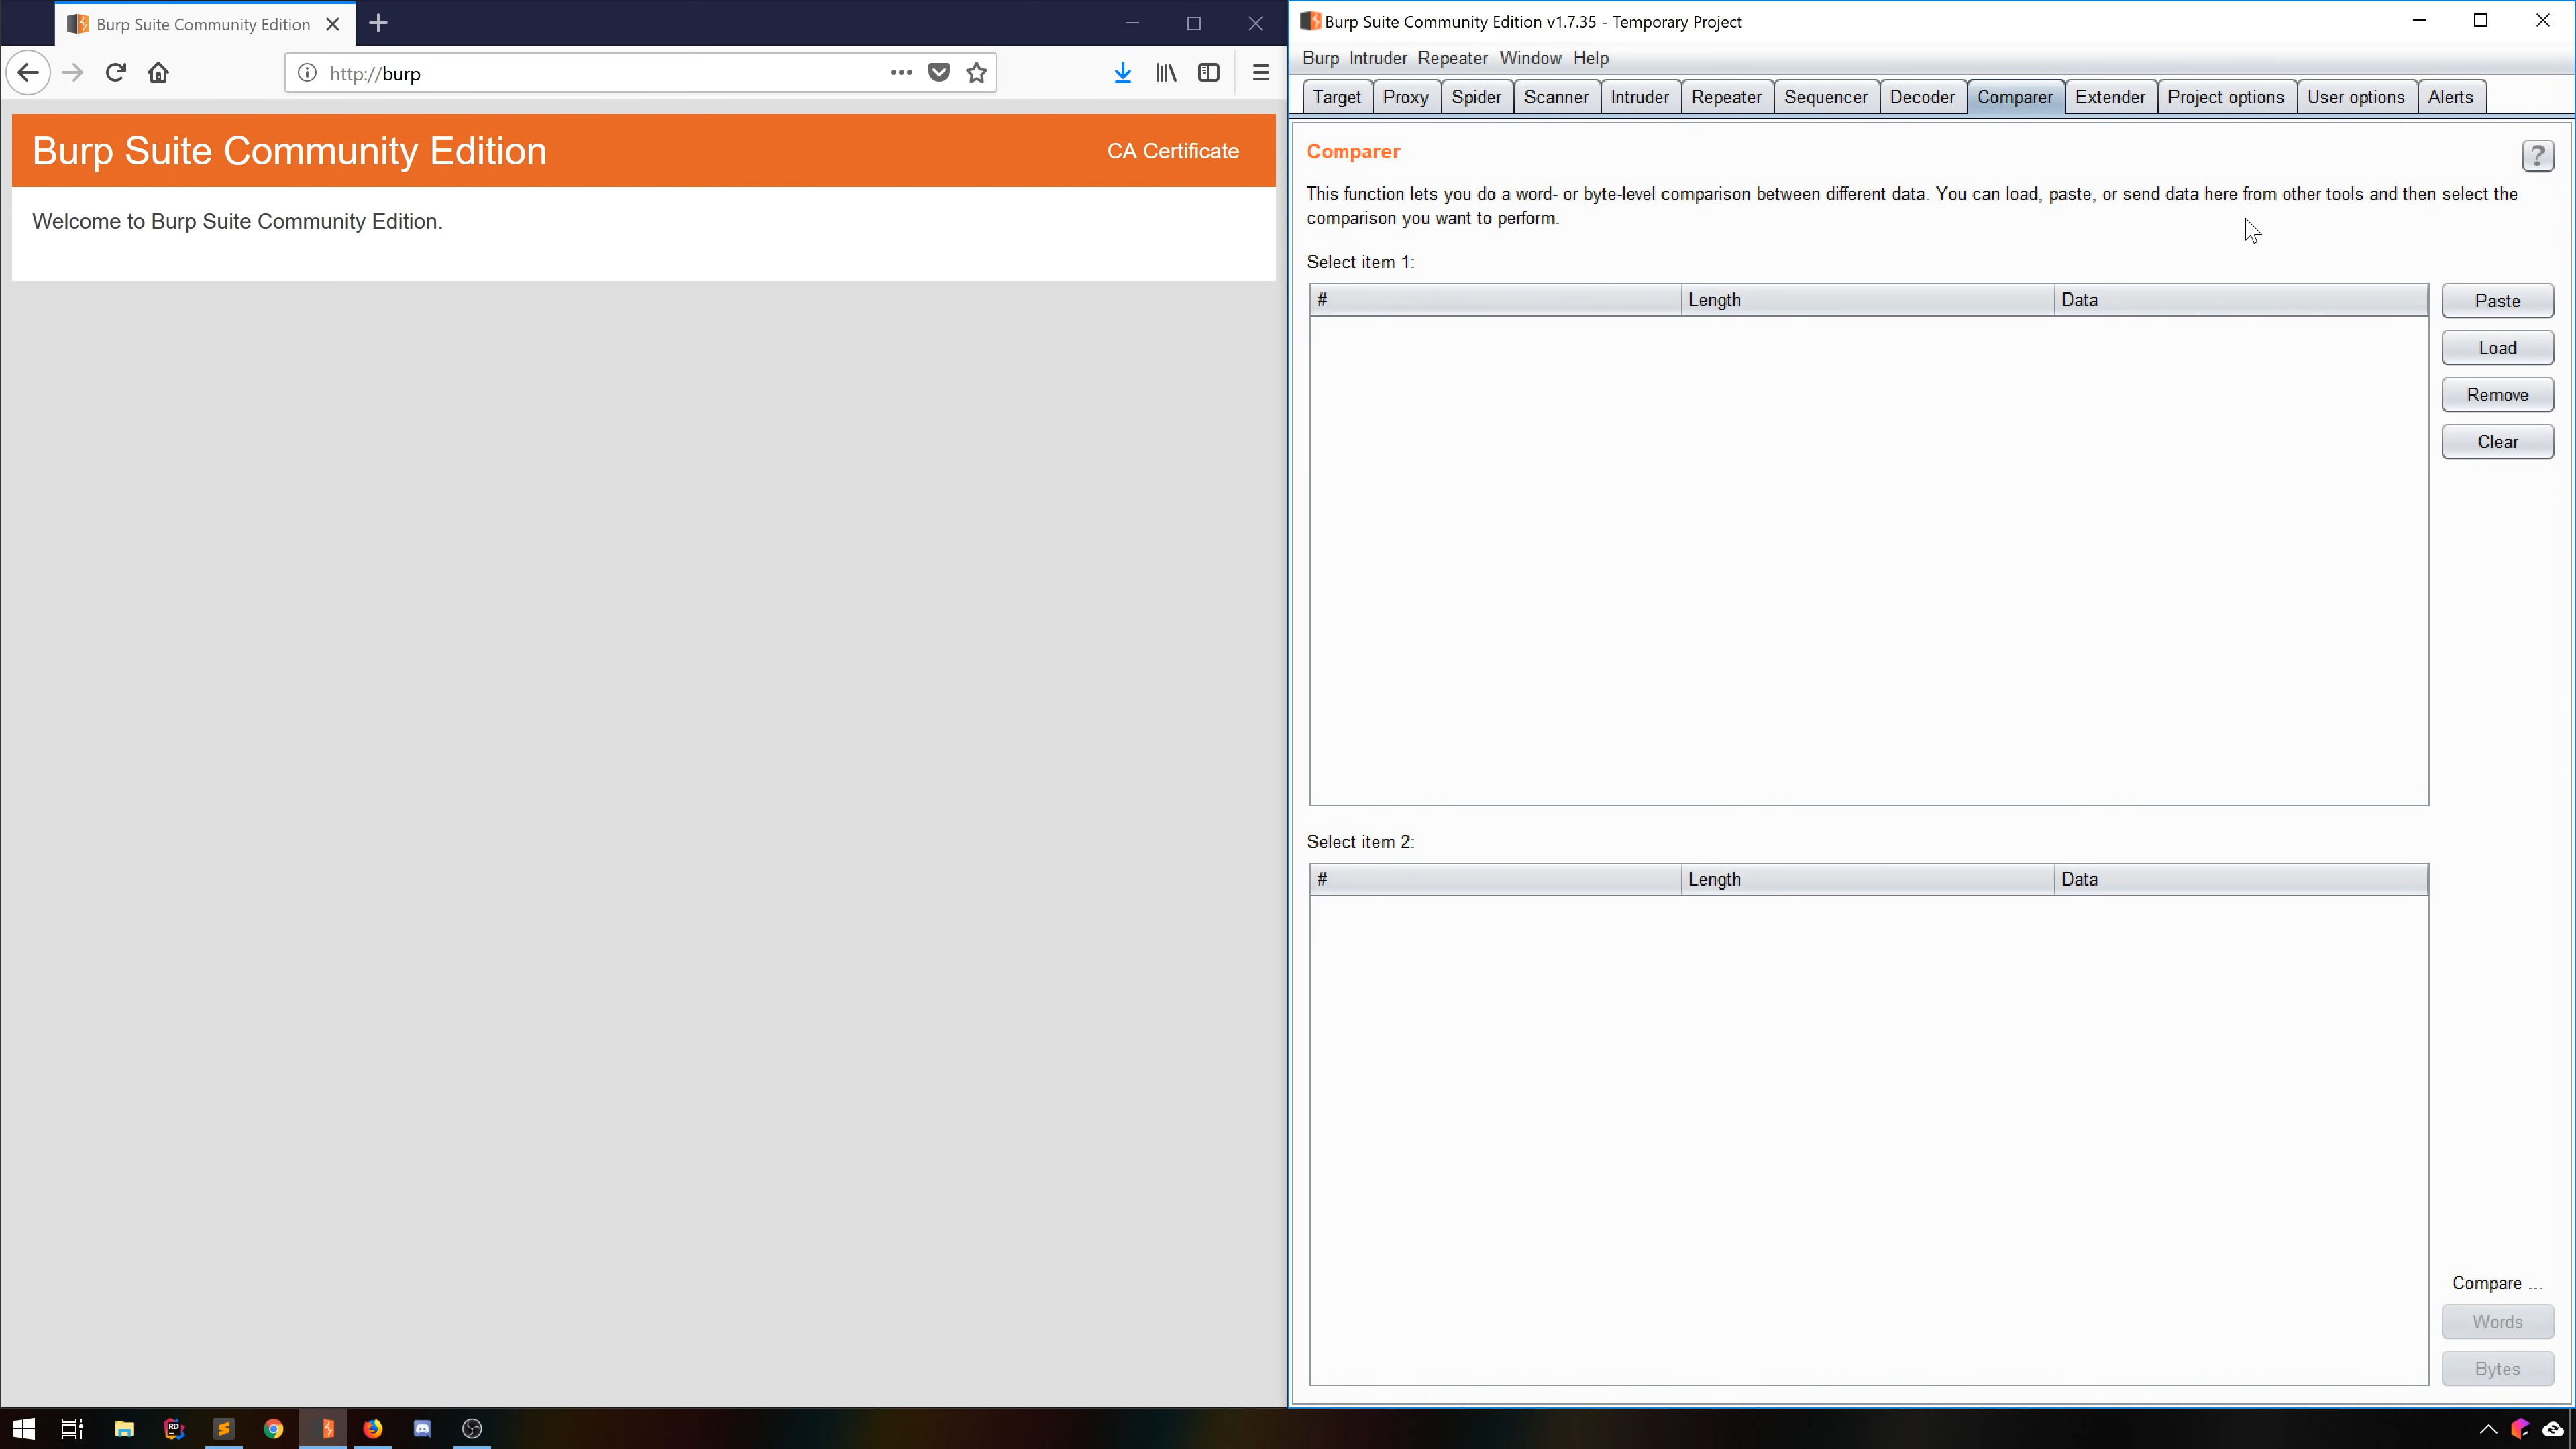 Burp Suite Community Edition
http://burp
Burp Suite Community Edition
CA Certificate
Welcome to Burp Suite Community Edition.
Burp Suite Community Edition v1.7.35 - Temporary Project
Burp Intruder Repeater Window Help
Target Proxy Spider Scanner Intruder Repeater Sequencer Decoder Comparer Extender Project options User options Alerts
Comparer
?
This function lets you do a word- or byte-level comparison between different data. You can load, paste, or send data here from other tools and then select the
comparison you want to perform.
Select item 1:
# Length Data
Paste
Load
Remove
Clear
Select item 2:
# Length Data
Compare ...
Words
Bytes
RD